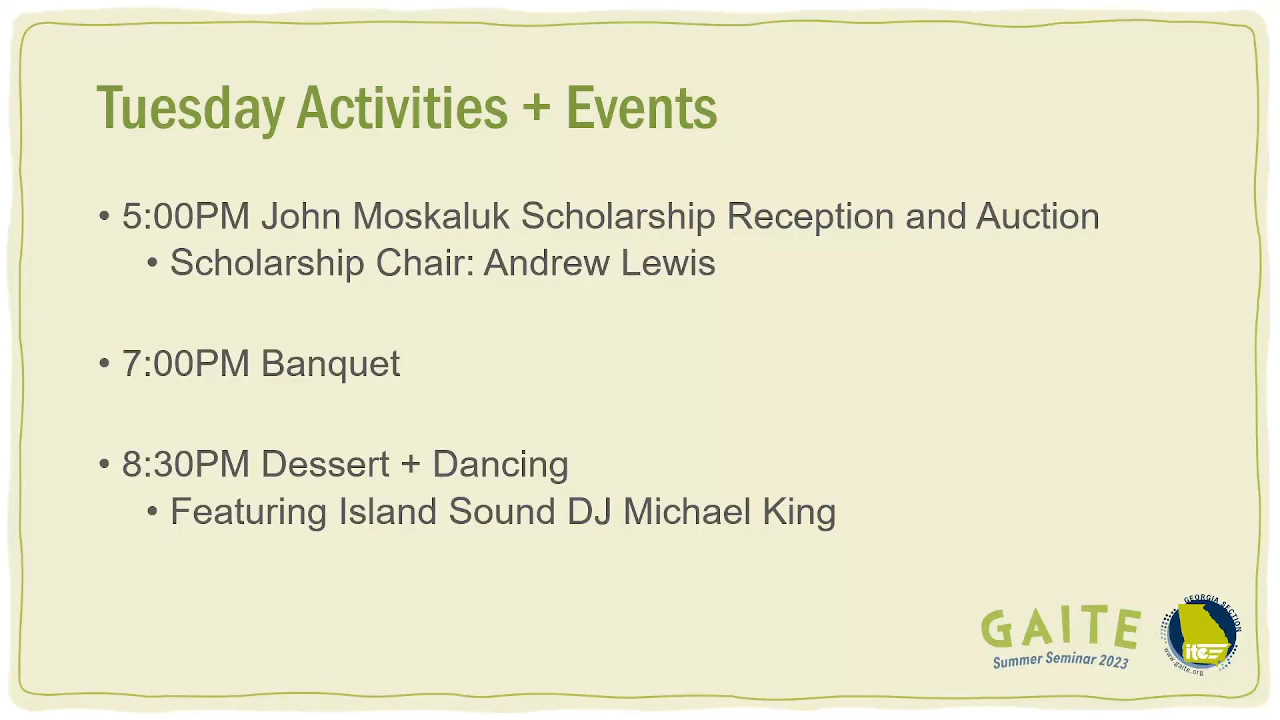 Tuesday Activities + Events
• 5:00PM John Moskaluk Scholarship Reception and Auction
• Scholarship Chair: Andrew Lewis
• 7:00PM Banquet
• 8:30PM Dessert + Dancing
• Featuring Island Sound DJ Michael King
GAITE
Summer Seminar 2023
GEORGIA SECTION
ite
www.gaite.org